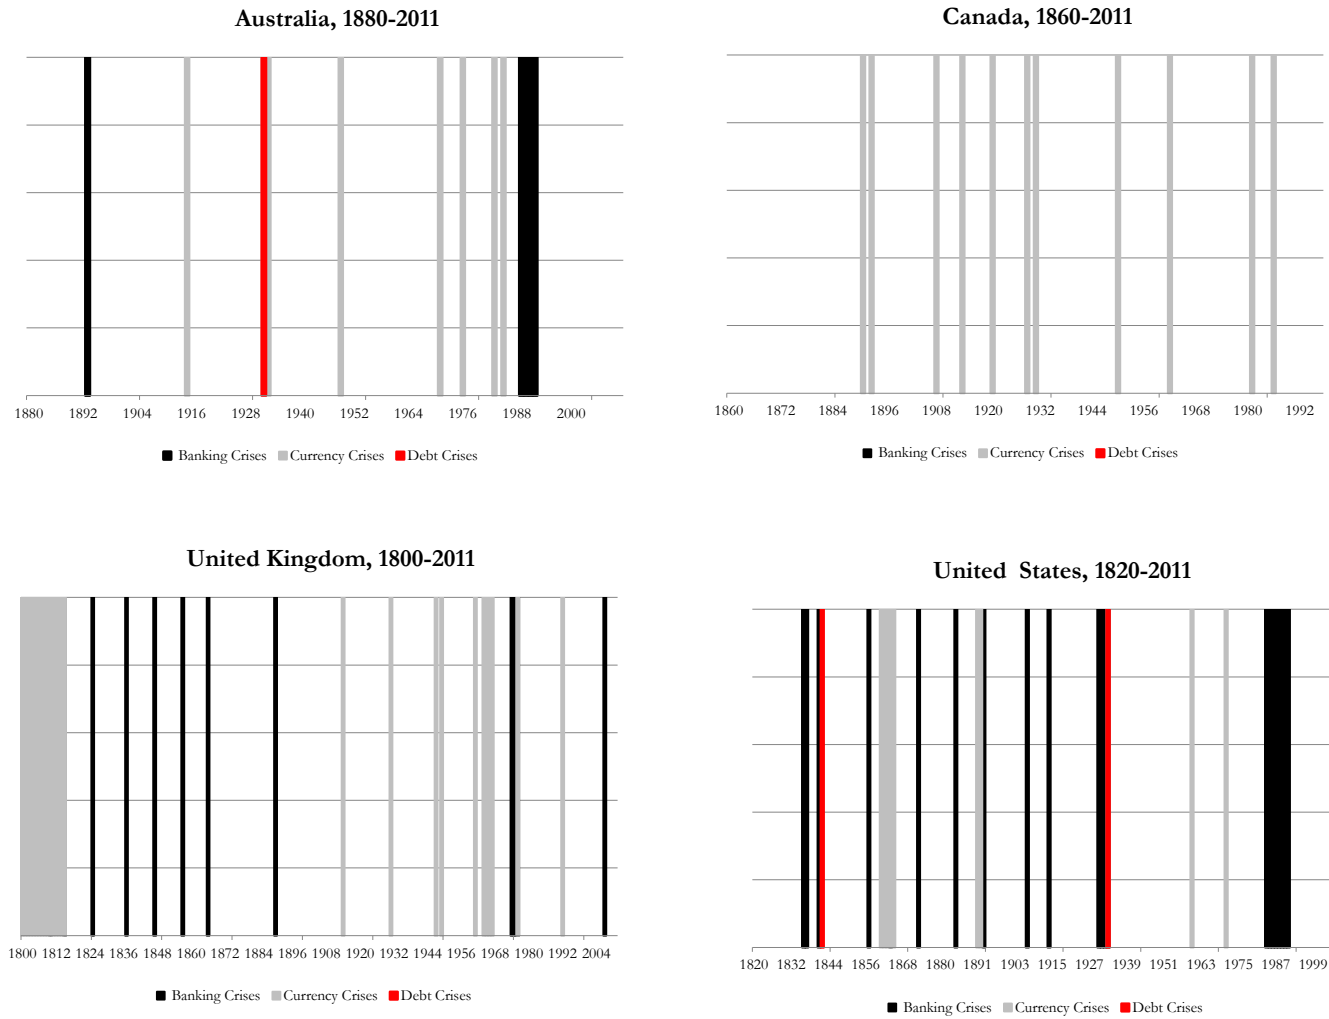 Australia, 1880-2011
1880 1892 1904 1916 1928 1940 1952 1964 1976 1988 2000
Banking Crises Currency Crises Debt Crises
Canada, 1860-2011
1860 1872 1884 1896 1908 1920 1932 1944 1956 1968 1980 1992
Banking Crises Currency Crises Debt Crises
United Kingdom, 1800-2011
1800 1812 1824 1836 1848 1860 1872 1884 1896 1908 1920 1932 1944 1956 1968 1980 1992 2004
Banking Crises Currency Crises Debt Crises
United States, 1820-2011
1820 1832 1844 1856 1868 1880 1891 1903 1915 1927 1939 1951 1963 1975 1987 1999
Banking Crises Currency Crises Debt Crises